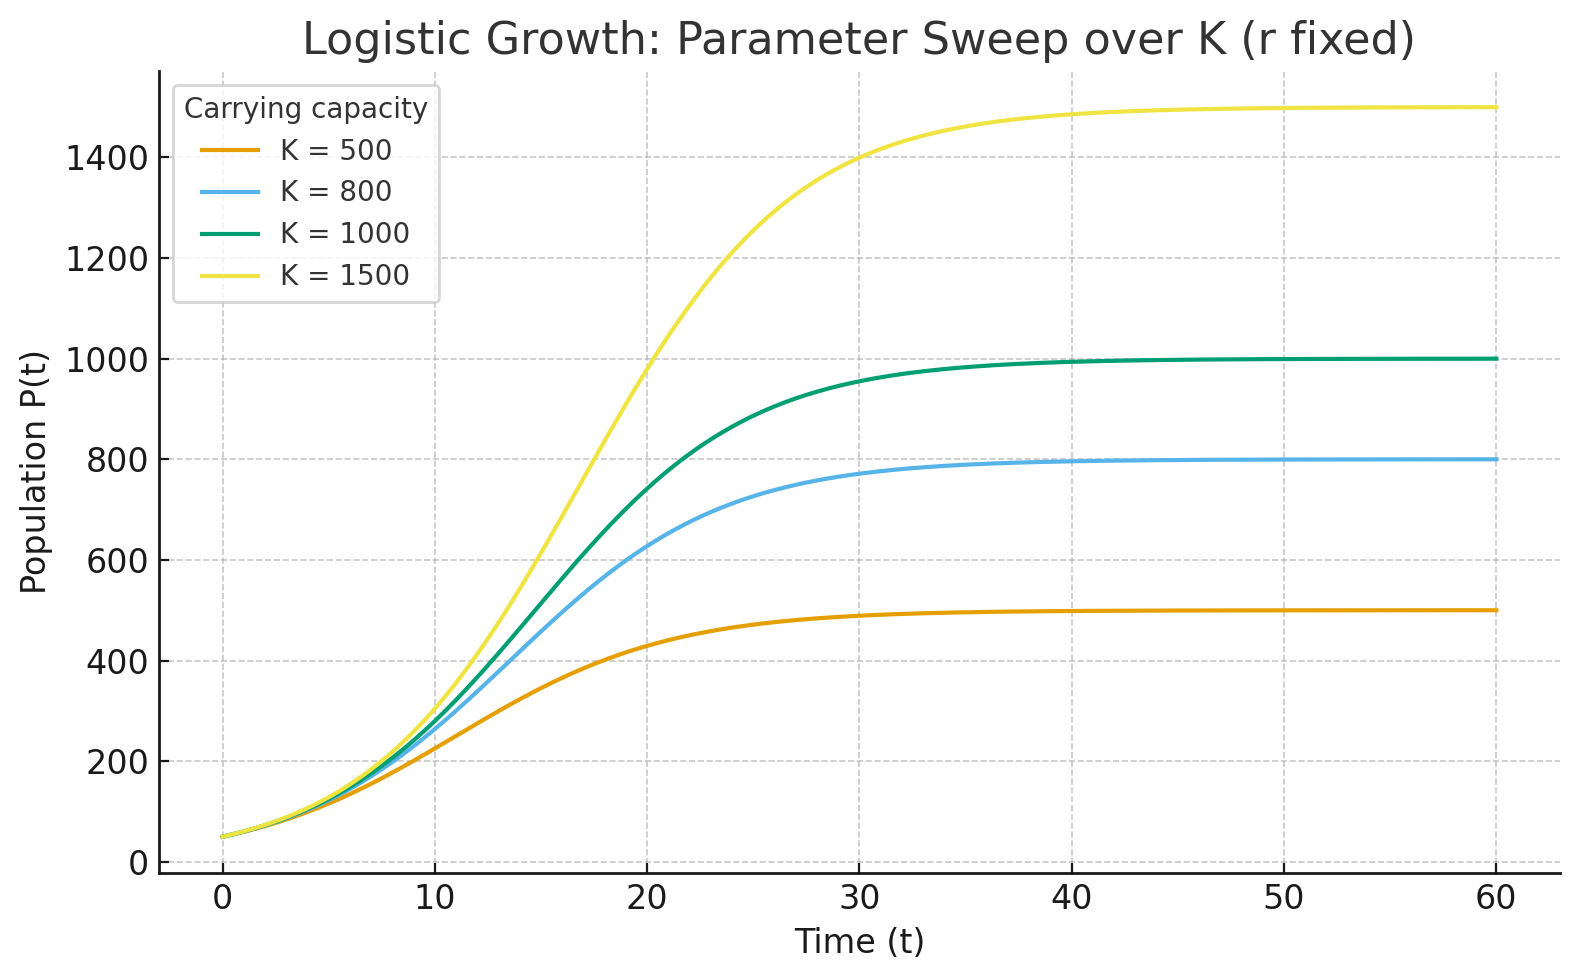 Logistic Growth: Parameter Sweep over K (r fixed)
Carrying capacity
K = 500
K = 800
K = 1000
K = 1500
Population P(t)
1400
1200
1000
800
600
400
200
0
0 10 20 30 40 50 60
Time (t)